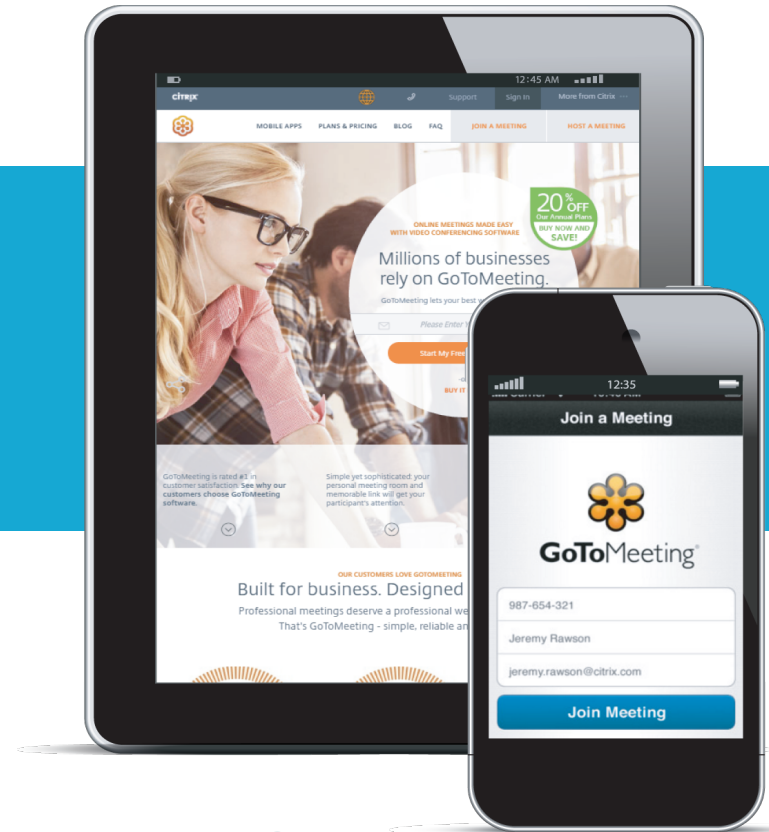 12:45 AM
citrix
Support
Sign In
More from Citrix
MOBILE APPS
PLANS & PRICING
BLOG
FAQ
JOIN A MEETING
HOST A MEETING
20% OFF
Our Annual Plans
BUY NOW AND
SAVE!
ONLINE MEETINGS MADE EASY
WITH VIDEO CONFERENCING SOFTWARE
Millions of businesses
rely on GoToMeeting.
GoToMeeting lets your best
Please Enter
Start My Free
BUY IT
GoToMeeting is rated #1 in
customer satisfaction. See why our
customers choose GoToMeeting
software.
Simple yet sophisticated: your
personal meeting room and
memorable link will get your
participant's attention.
OUR CUSTOMERS LOVE GOTOMEETING
Built for business. Designed
Professional meetings deserve a professional
That's GoToMeeting - simple, reliable
12:35
Join a Meeting
GoToMeeting®
987-654-321
Jeremy Rawson
jeremy.rawson@citrix.com
Join Meeting